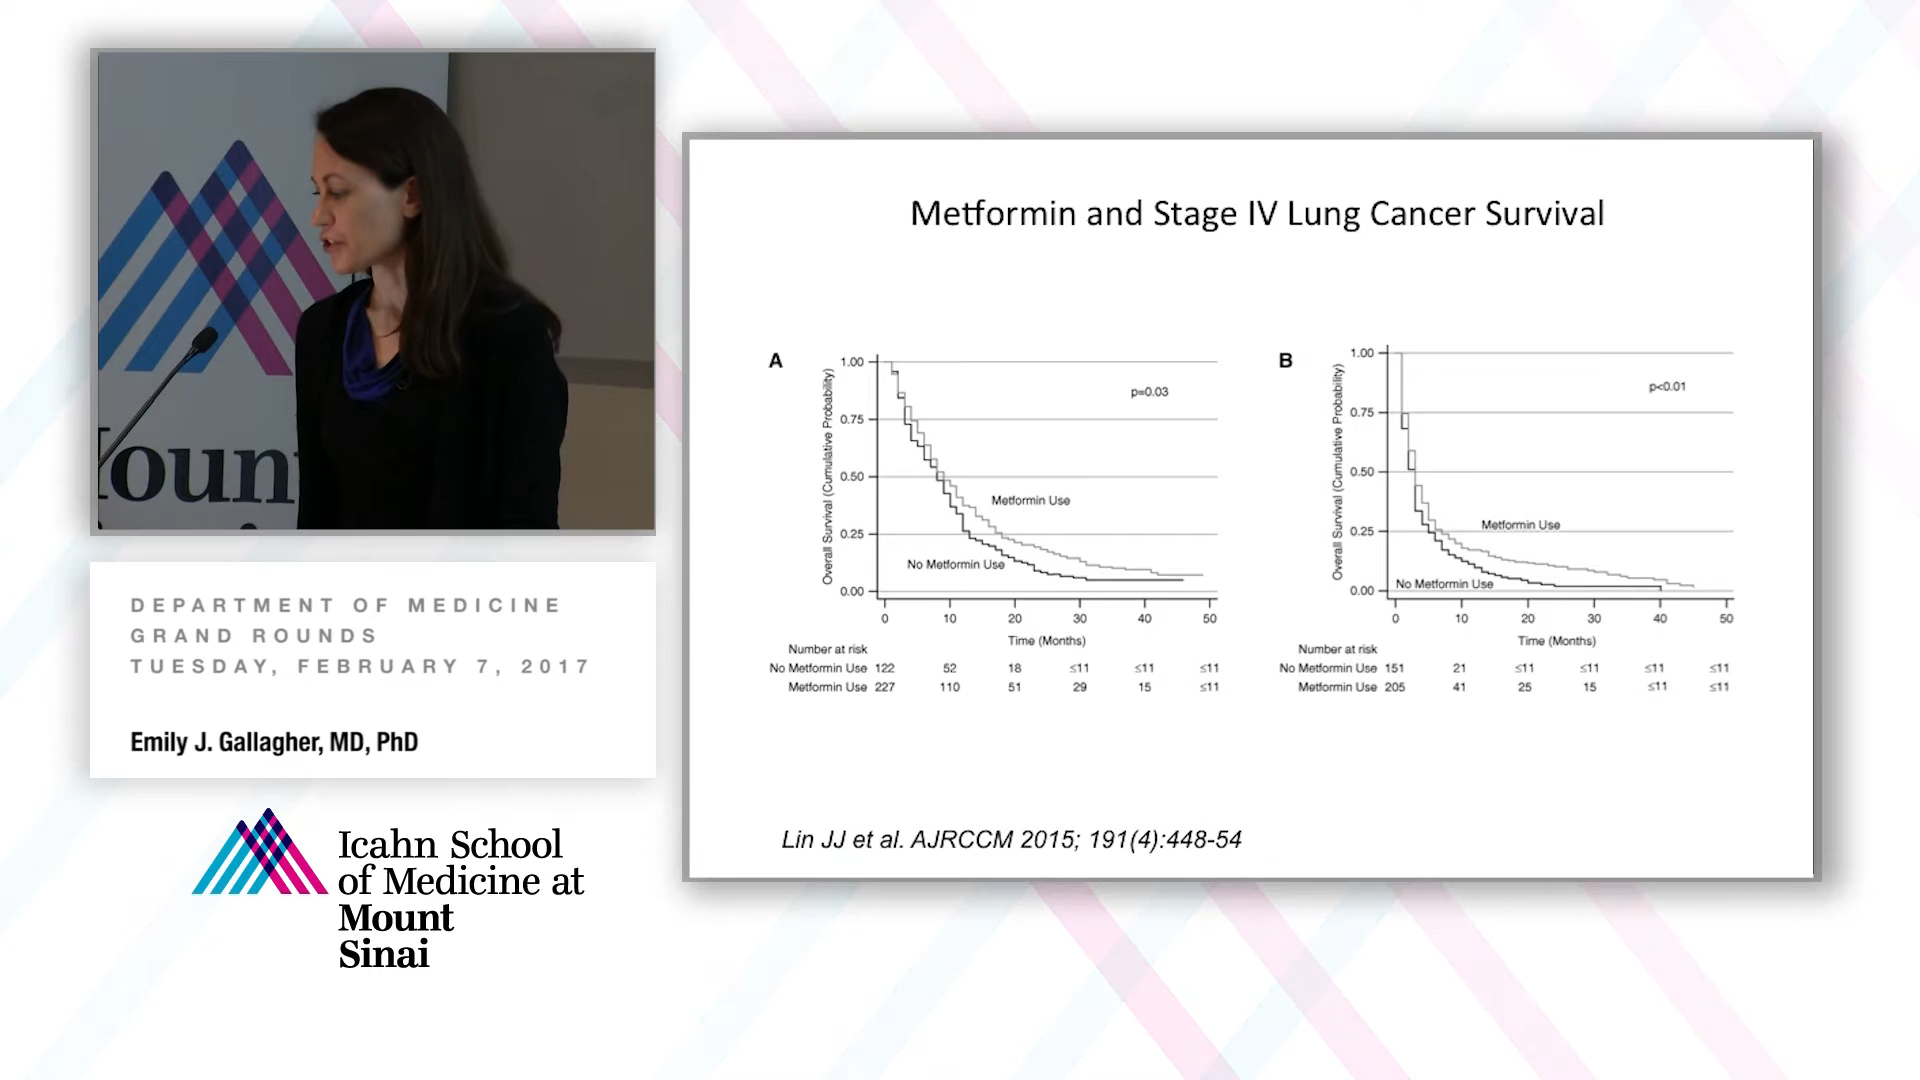 oun
DEPARTMENT OF MEDICINE
GRAND ROUNDS
TUESDAY, FEBRUARY 7, 2017
Emily J. Gallagher, MD, PhD
Icahn School
of Medicine at
Mount
Sinai
Metformin and Stage IV Lung Cancer Survival
A
Overall Survival (Cumulative Probability)
1.00
0.75
0.50
0.25
0.00
p=0.03
Metformin Use
No Metformin Use
0 10 20 30 40 50
Time (Months)
Number at risk
No Metformin Use 122 52 18 ≤11 ≤11 ≤11
Metformin Use 227 110 51 29 15 ≤11
B
Overall Survival (Cumulative Probability)
1.00
0.75
0.50
0.25
0.00
p<0.01
Metformin Use
No Metformin Use
0 10 20 30 40 50
Time (Months)
Number at risk
No Metformin Use 151 21 ≤11 ≤11 ≤11 ≤11
Metformin Use 205 41 25 15 ≤11 ≤11
Lin JJ et al. AJRCCM 2015; 191(4):448-54